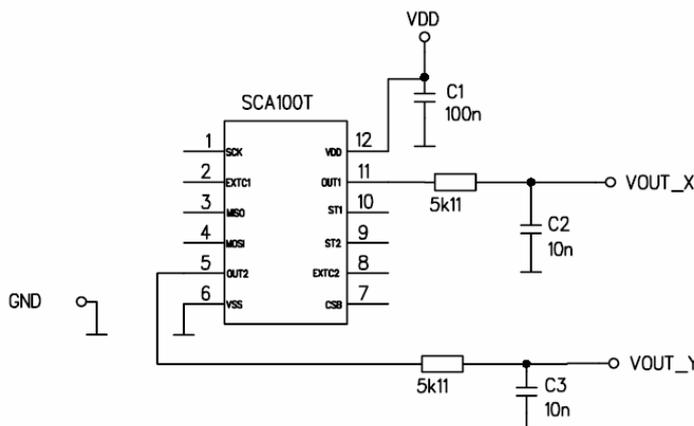 VDD
SCA100T
C1
100n
1 SCK VDD 12
2 EXTC1 OUT1 11
5k11
VOUT_X
3 MISO ST1 10
C2
10n
4 MOSI ST2 9
5 OUT2 EXTC2 8
6 VSS CSB 7
GND
5k11
VOUT_Y
C3
10n